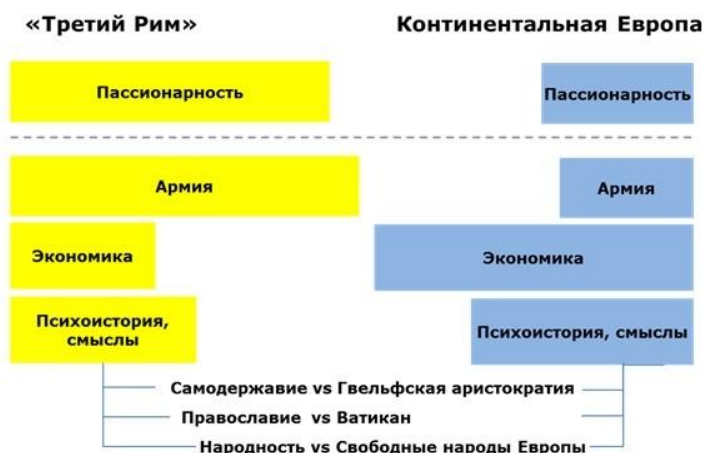 «Третий Рим»
Континентальная Европа
Пассионарность
Пассионарность
Армия
Армия
Экономика
Экономика
Психоистория,
смыслы
Психоистория, смыслы
Самодержавие vs Гвельфская аристократия
Православие vs Ватикан
Народность vs Свободные народы Европы